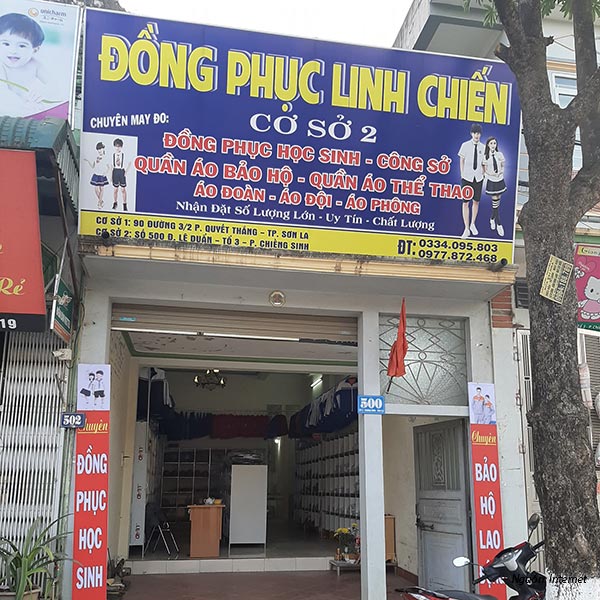 unicharm
ĐỒNG PHỤC LINH CHIẾN
CƠ SỞ 2
CHUYÊN MAY ĐO:
ĐỒNG PHỤC HỌC SINH - CÔNG SỞ
QUẦN ÁO BẢO HỘ - QUẦN ÁO THỂ THAO
ÁO ĐOÀN - ÁO ĐỘI - ÁO PHÔNG
Nhận Đặt Số Lượng Lớn - Uy Tín - Chất Lượng
CƠ SỞ 1: 90 ĐƯỜNG 3/2 P. QUYẾT THẮNG - TP. SƠN LA
CƠ SỞ 2: SỐ 500 Đ. LÊ DUẨN - TỔ 3 - P. CHIỀNG SINH
ĐT: 0334.095.803
0977.872.468
Rẻ
19
502
500
Chuyên
ĐỒNG
PHỤC
HỌC
SINH
Chuyên
BẢO
HỘ
LAO
Nguồn: Internet